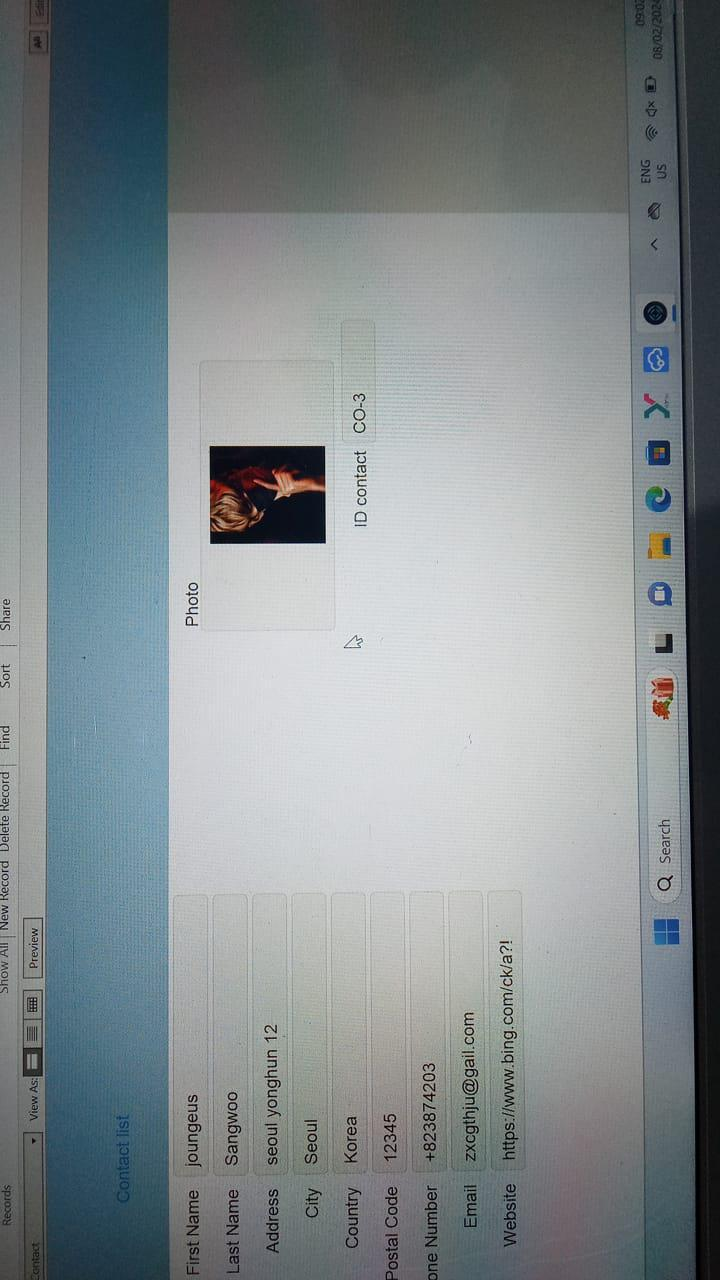 Records Show All New Record Delete Record Find Sort Share
Contact View As: Preview
Contact list
First Name joungeus
Last Name Sangwoo
Address seoul yonghun 12
City Seoul
Country Korea
Postal Code 12345
one Number +823874203
Email zxcgthju@gail.com
Website https://www.bing.com/ck/a?!
Photo
ID contact CO-3
Search
ENG
US
09:02
08/02/202